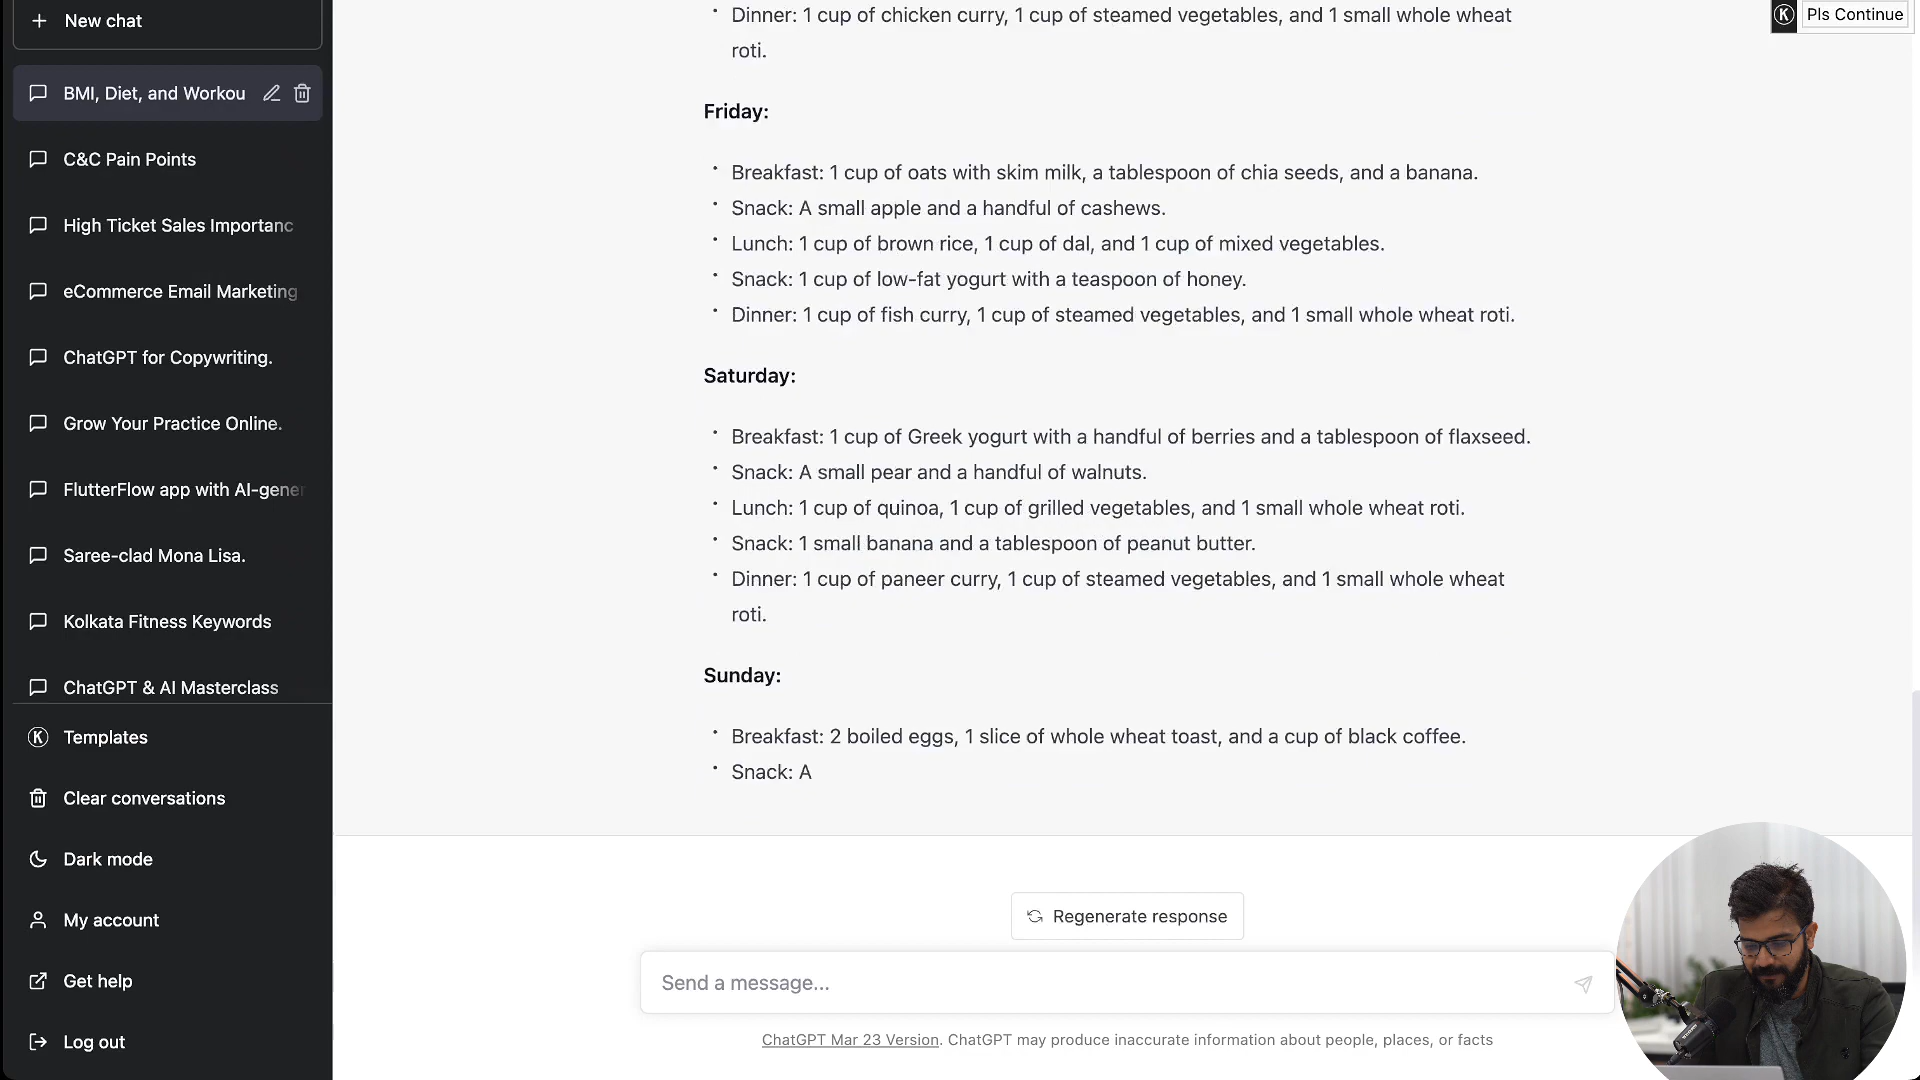 New chat
BMI, Diet, and Workou
C&C Pain Points
High Ticket Sales Importanc
eCommerce Email Marketing
ChatGPT for Copywriting.
Grow Your Practice Online.
FlutterFlow app with AI-gener
Saree-clad Mona Lisa.
Kolkata Fitness Keywords
ChatGPT & AI Masterclass
K Templates
Clear conversations
Dark mode
My account
Get help
Log out
K Pls Continue
• Dinner: 1 cup of chicken curry, 1 cup of steamed vegetables, and 1 small whole wheat
roti.
Friday:
• Breakfast: 1 cup of oats with skim milk, a tablespoon of chia seeds, and a banana.
• Snack: A small apple and a handful of cashews.
• Lunch: 1 cup of brown rice, 1 cup of dal, and 1 cup of mixed vegetables.
• Snack: 1 cup of low-fat yogurt with a teaspoon of honey.
• Dinner: 1 cup of fish curry, 1 cup of steamed vegetables, and 1 small whole wheat roti.
Saturday:
• Breakfast: 1 cup of Greek yogurt with a handful of berries and a tablespoon of flaxseed.
• Snack: A small pear and a handful of walnuts.
• Lunch: 1 cup of quinoa, 1 cup of grilled vegetables, and 1 small whole wheat roti.
• Snack: 1 small banana and a tablespoon of peanut butter.
• Dinner: 1 cup of paneer curry, 1 cup of steamed vegetables, and 1 small whole wheat
roti.
Sunday:
• Breakfast: 2 boiled eggs, 1 slice of whole wheat toast, and a cup of black coffee.
• Snack: A
Regenerate response
Send a message...
ChatGPT Mar 23 Version. ChatGPT may produce inaccurate information about people, places, or facts